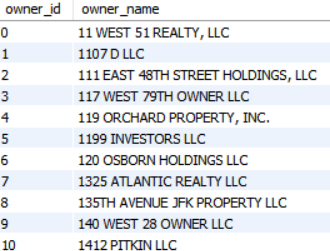 owner_id owner_name
0 11 WEST 51 REALTY, LLC
1 1107 D LLC
2 111 EAST 48TH STREET HOLDINGS, LLC
3 117 WEST 79TH OWNER LLC
4 119 ORCHARD PROPERTY, INC.
5 1199 INVESTORS LLC
6 120 OSBORN HOLDINGS LLC
7 1325 ATLANTIC REALTY LLC
8 135TH AVENUE JFK PROPERTY LLC
9 140 WEST 28 OWNER LLC
10 1412 PITKIN LLC